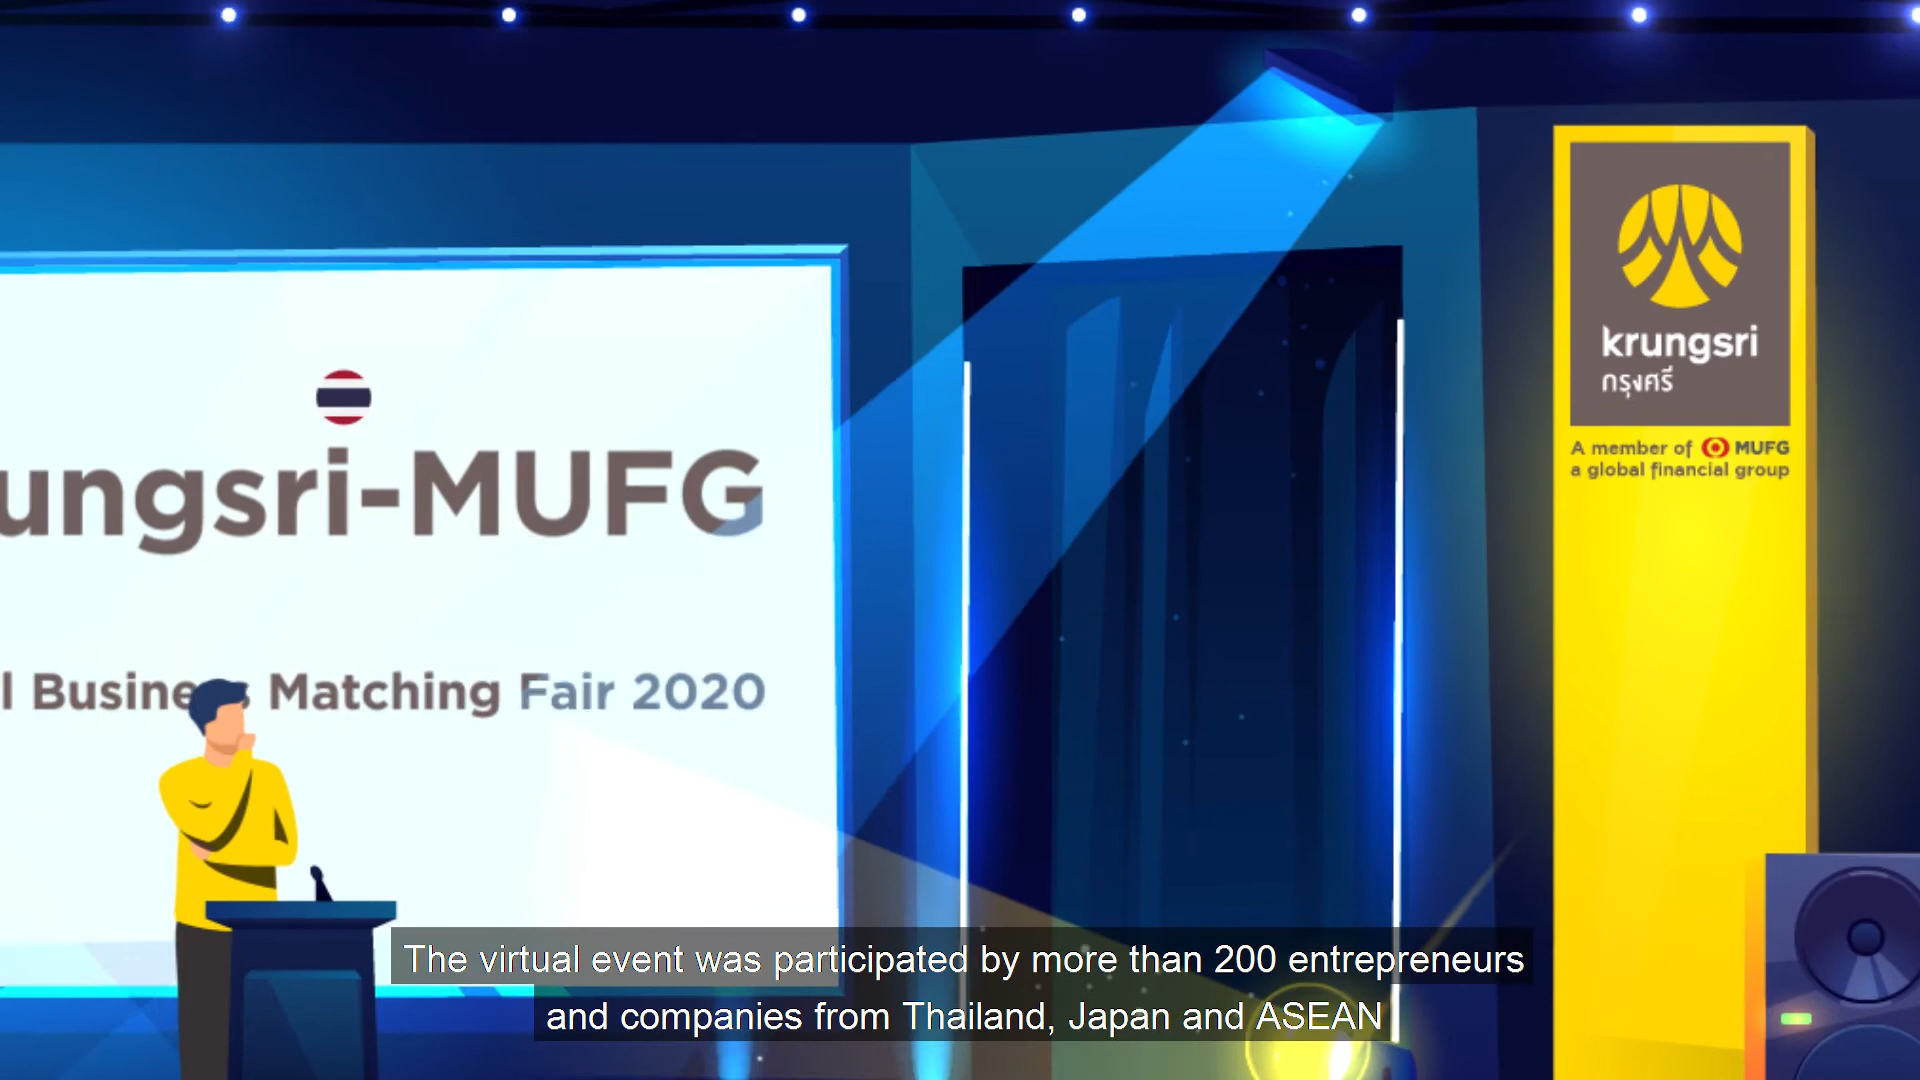 ungsri-MUFG
l Business Matching Fair 2020
krungsri
กรุงศรี
A member of MUFG
a global financial group
The virtual event was participated by more than 200 entrepreneurs
and companies from Thailand, Japan and ASEAN